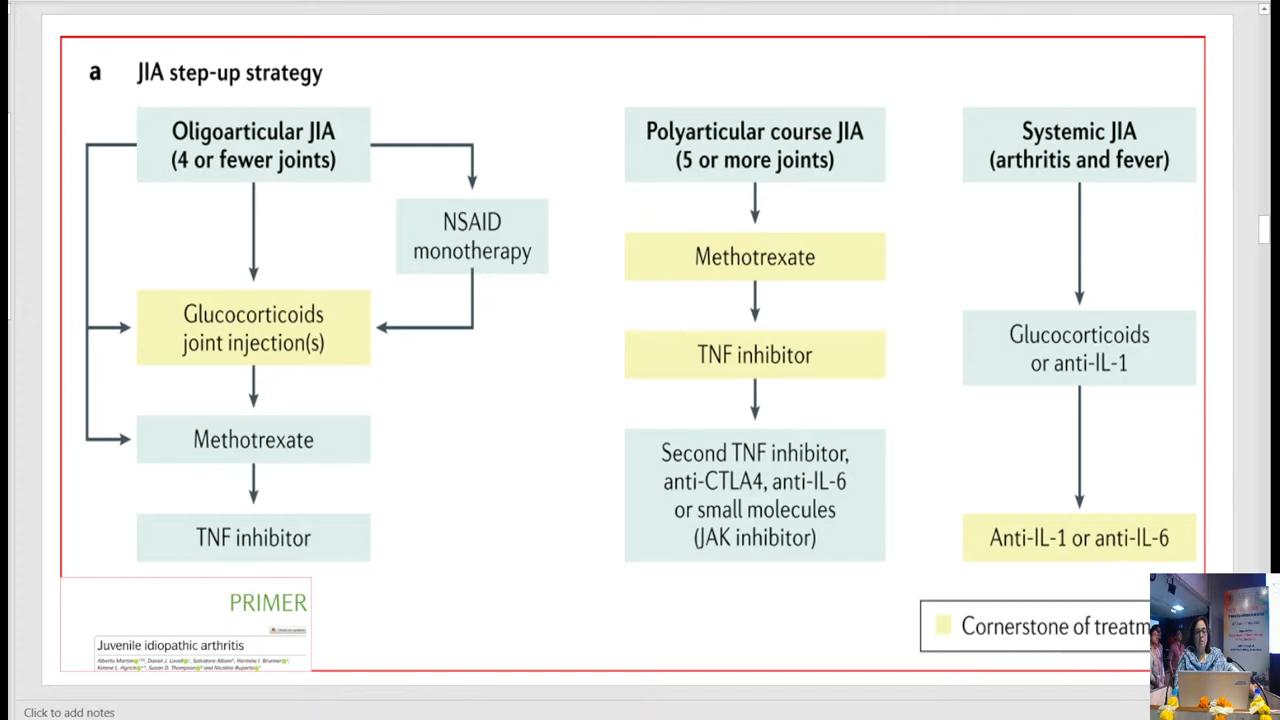 a JIA step-up strategy
Oligoarticular JIA
(4 or fewer joints)
NSAID
monotherapy
Glucocorticoids
joint injection(s)
Methotrexate
TNF inhibitor
Polyarticular course JIA
(5 or more joints)
Methotrexate
TNF inhibitor
Second TNF inhibitor,
anti-CTLA4, anti-IL-6
or small molecules
(JAK inhibitor)
Systemic JIA
(arthritis and fever)
Glucocorticoids
or anti-IL-1
Anti-IL-1 or anti-IL-6
Cornerstone of treatm
PRIMER
Juvenile idiopathic arthritis
Click to add notes